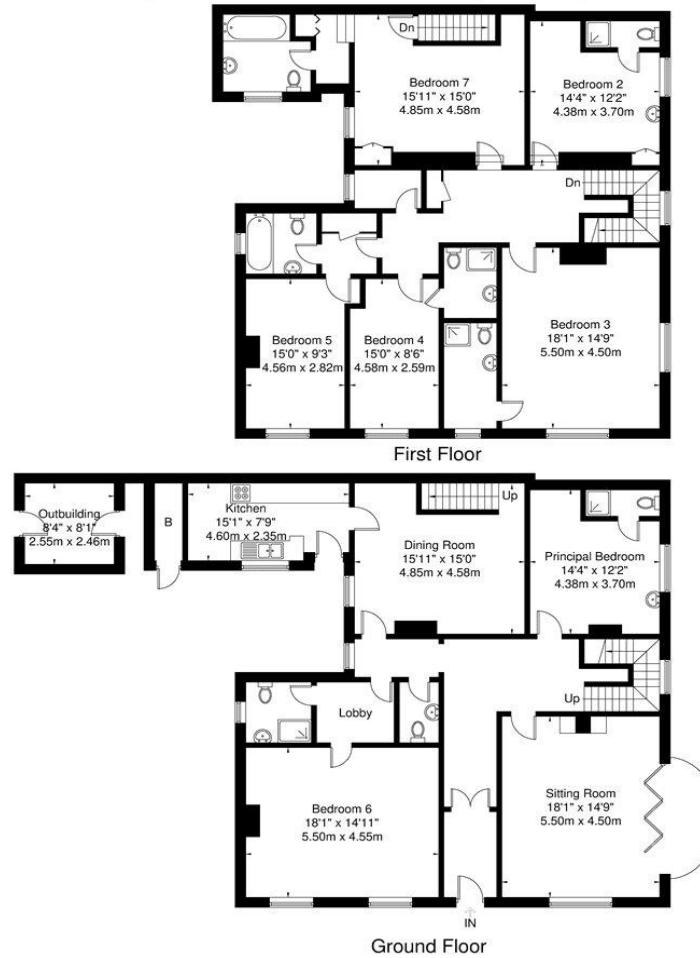 Dn
Bedroom 7
15'11" x 15'0"
4.85m x 4.58m
Bedroom 2
14'4" x 12'2"
4.38m x 3.70m
Dn
Bedroom 5
15'0" x 9'3"
4.56m x 2.82m
Bedroom 4
15'0" x 8'6"
4.58m x 2.59m
Bedroom 3
18'1" x 14'9"
5.50m x 4.50m
First Floor
Outbuilding
8'4" x 8'1"
2.55m x 2.46m
B
Kitchen
15'1" x 7'9"
4.60m x 2.35m
Up
Dining Room
15'11" x 15'0"
4.85m x 4.58m
Principal Bedroom
14'4" x 12'2"
4.38m x 3.70m
Up
Lobby
Bedroom 6
18'1" x 14'11"
5.50m x 4.55m
Sitting Room
18'1" x 14'9"
5.50m x 4.50m
IN
Ground Floor